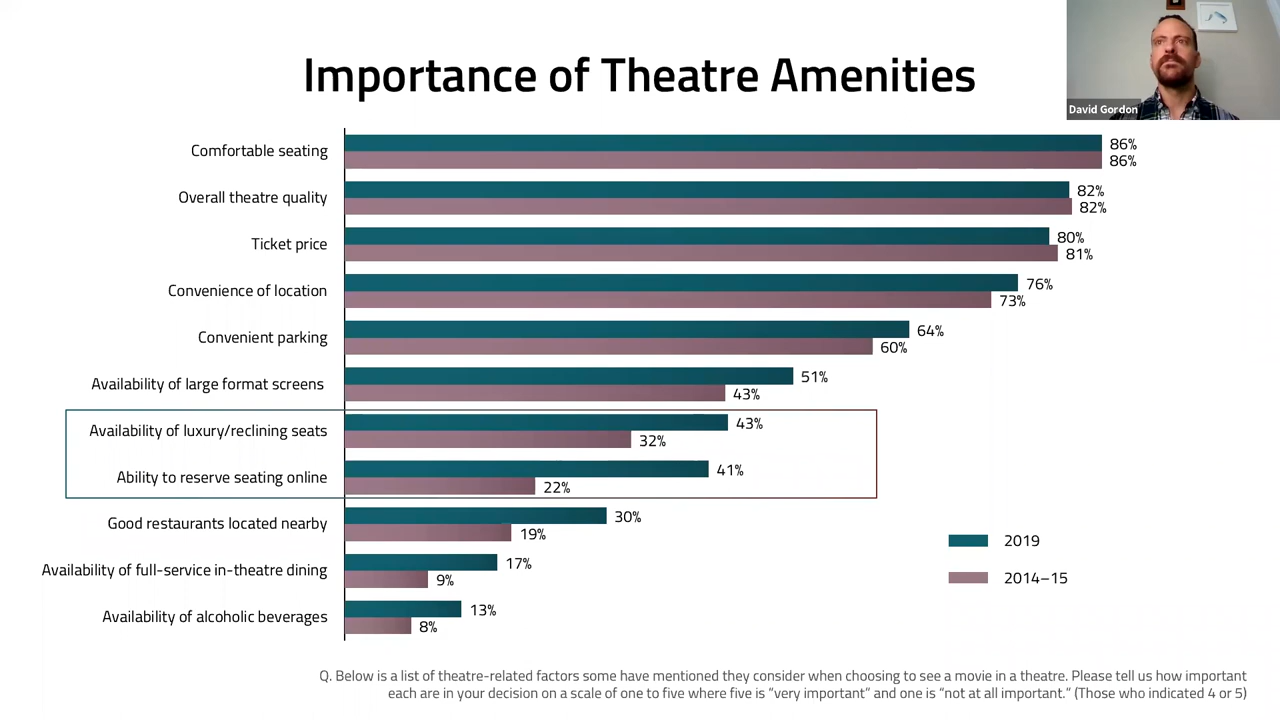 Importance of Theatre Amenities
David Gordon
Comfortable seating
86%
86%
Overall theatre quality
82%
82%
Ticket price
80%
81%
Convenience of location
76%
73%
Convenient parking
64%
60%
Availability of large format screens
51%
43%
Availability of luxury/reclining seats
43%
32%
Ability to reserve seating online
41%
22%
Good restaurants located nearby
30%
19%
Availability of full-service in-theatre dining
17%
9%
Availability of alcoholic beverages
13%
8%
2019
2014–15
Q. Below is a list of theatre-related factors some have mentioned they consider when choosing to see a movie in a theatre. Please tell us how important
each are in your decision on a scale of one to five where five is “very important” and one is “not at all important.” (Those who indicated 4 or 5)